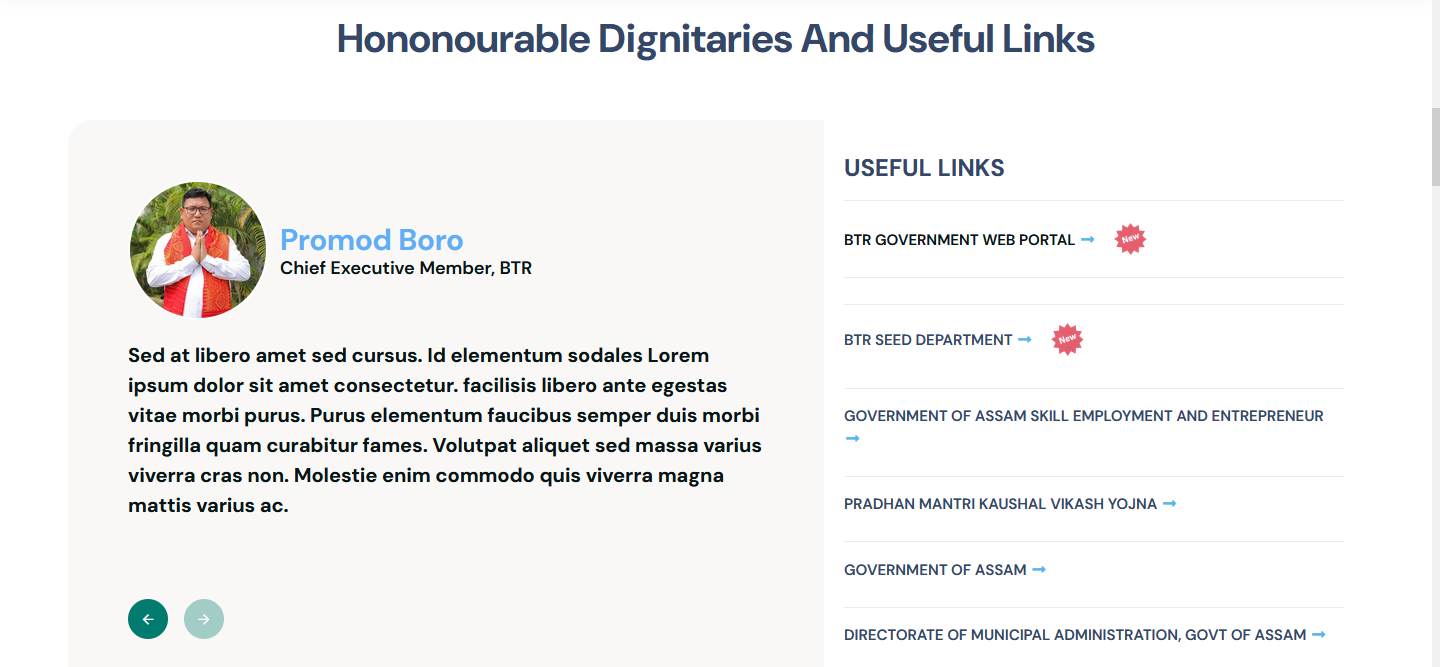 Hononourable Dignitaries And Useful Links
Promod Boro
Chief Executive Member, BTR
Sed at libero amet sed cursus. Id elementum sodales Lorem
ipsum dolor sit amet consectetur. facilisis libero ante egestas
vitae morbi purus. Purus elementum faucibus semper duis morbi
fringilla quam curabitur fames. Volutpat aliquet sed massa varius
viverra cras non. Molestie enim commodo quis viverra magna
mattis varius ac.
USEFUL LINKS
BTR GOVERNMENT WEB PORTAL
New
BTR SEED DEPARTMENT
New
GOVERNMENT OF ASSAM SKILL EMPLOYMENT AND ENTREPRENEUR
PRADHAN MANTRI KAUSHAL VIKASH YOJNA
GOVERNMENT OF ASSAM
DIRECTORATE OF MUNICIPAL ADMINISTRATION, GOVT OF ASSAM